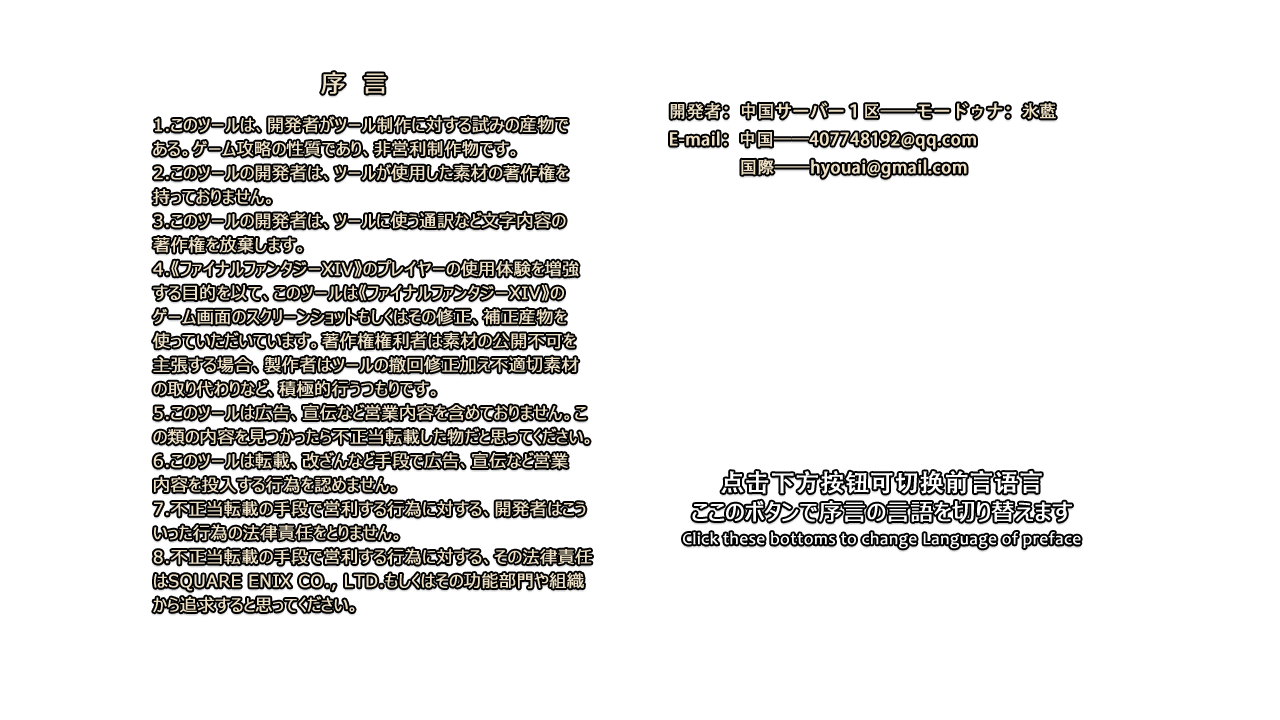 序 言
1.このツールは、開発者がツール制作に対する試みの産物で
ある。ゲーム攻略の性質であり、非営利制作物です。
2.このツールの開発者は、ツールが使用した素材の著作権を
持っておりません。
3.このツールの開発者は、ツールに使う通訳など文字内容の
著作権を放棄します。
4.《ファイナルファンタジーXIV》のプレイヤーの使用体験を増強
する目的を以て、このツールは《ファイナルファンタジーXIV》の
ゲーム画面のスクリーンショットもしくはその修正、補正産物を
使っていただいています。著作権権利者は素材の公開不可を
主張する場合、製作者はツールの撤回修正加え不適切素材
の取り代わりなど、積極的行うつもりです。
5.このツールは広告、宣伝など営業内容を含めておりません。こ
の類の内容を見つかったら不正当転載した物だと思ってください。
6.このツールは転載、改ざんなど手段で広告、宣伝など営業
内容を投入する行為を認めません。
7.不正当転載の手段で営利する行為に対する、開発者はこう
いった行為の法律責任をとりません。
8.不正当転載の手段で営利する行為に対する、その法律責任
はSQUARE ENIX CO., LTD.もしくはその功能部門や組織
から追求すると思ってください。
開発者：中国サーバー 1 区——モードゥナ：氷藍
E-mail：中国——407748192@qq.com
国際——hyouai@gmail.com
点击下方按钮可切换前言语言
ここのボタンで序言の言語を切り替えます
Click these bottoms to change Language of preface